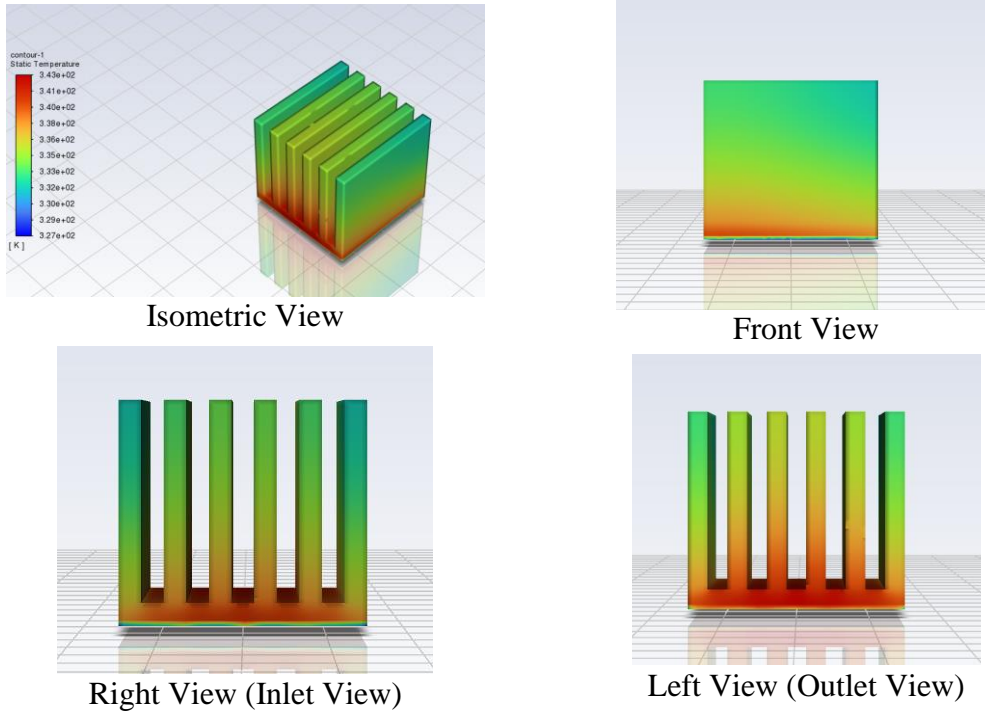 contour-1
Static Temperature
3.43e+02
3.41e+02
3.40e+02
3.38e+02
3.36e+02
3.35e+02
3.33e+02
3.32e+02
3.30e+02
3.29e+02
3.27e+02
[ K ]
Isometric View
Front View
Right View (Inlet View)
Left View (Outlet View)